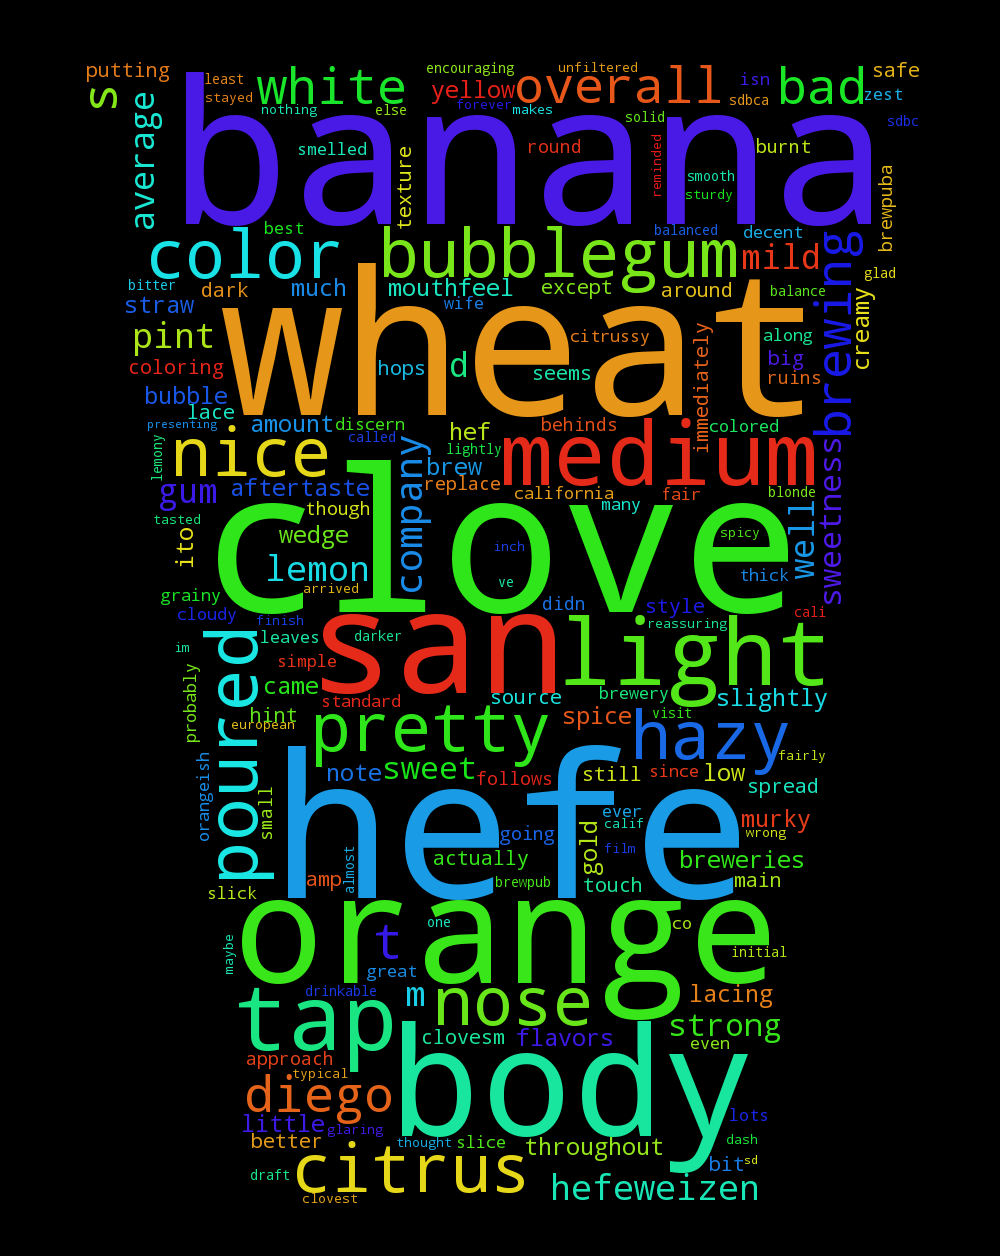 putting least white encouraging unfiltered overall isn bad safe
s stayed nothing yellow forever else makes sdbca zest
banana
average smelled texture solid round reminded smooth sturdy burnt sdbc brewpuba
best balanced decent
color bubblegum mild brewing glad
bitter dark much mouthfeel except around balance creamy
straw wife
wheat
pint citrussy immediately along
coloring hops d seems big ruins
bubble
lace
presenting amount discern called hef behinds colored
nice lemony company lightly medium
gum aftertaste brew replace california fair blonde sweetness
tasted though many well
clove
ito wedge inch spicy
lemon arrived ve thick
grainy didn style cali
cloudy finish reassuring
poured im leaves darker san light
probably simple
came standard source brewery slightly
hint european pretty spice visit hazy
orangeish note sweet follows still since low fairly
small spread
hefe
going ever calif gold murky wrong
actually film breweries
amp almost brewpub touch main
slick
orange
maybe t one co initial
great
drinkable m nose lacing
tap clovesm flavors strong
even
approach body
typical
diego
little glaring lots
better thought slice throughout dash
draft citrus bit sd
clovest hefeweizen